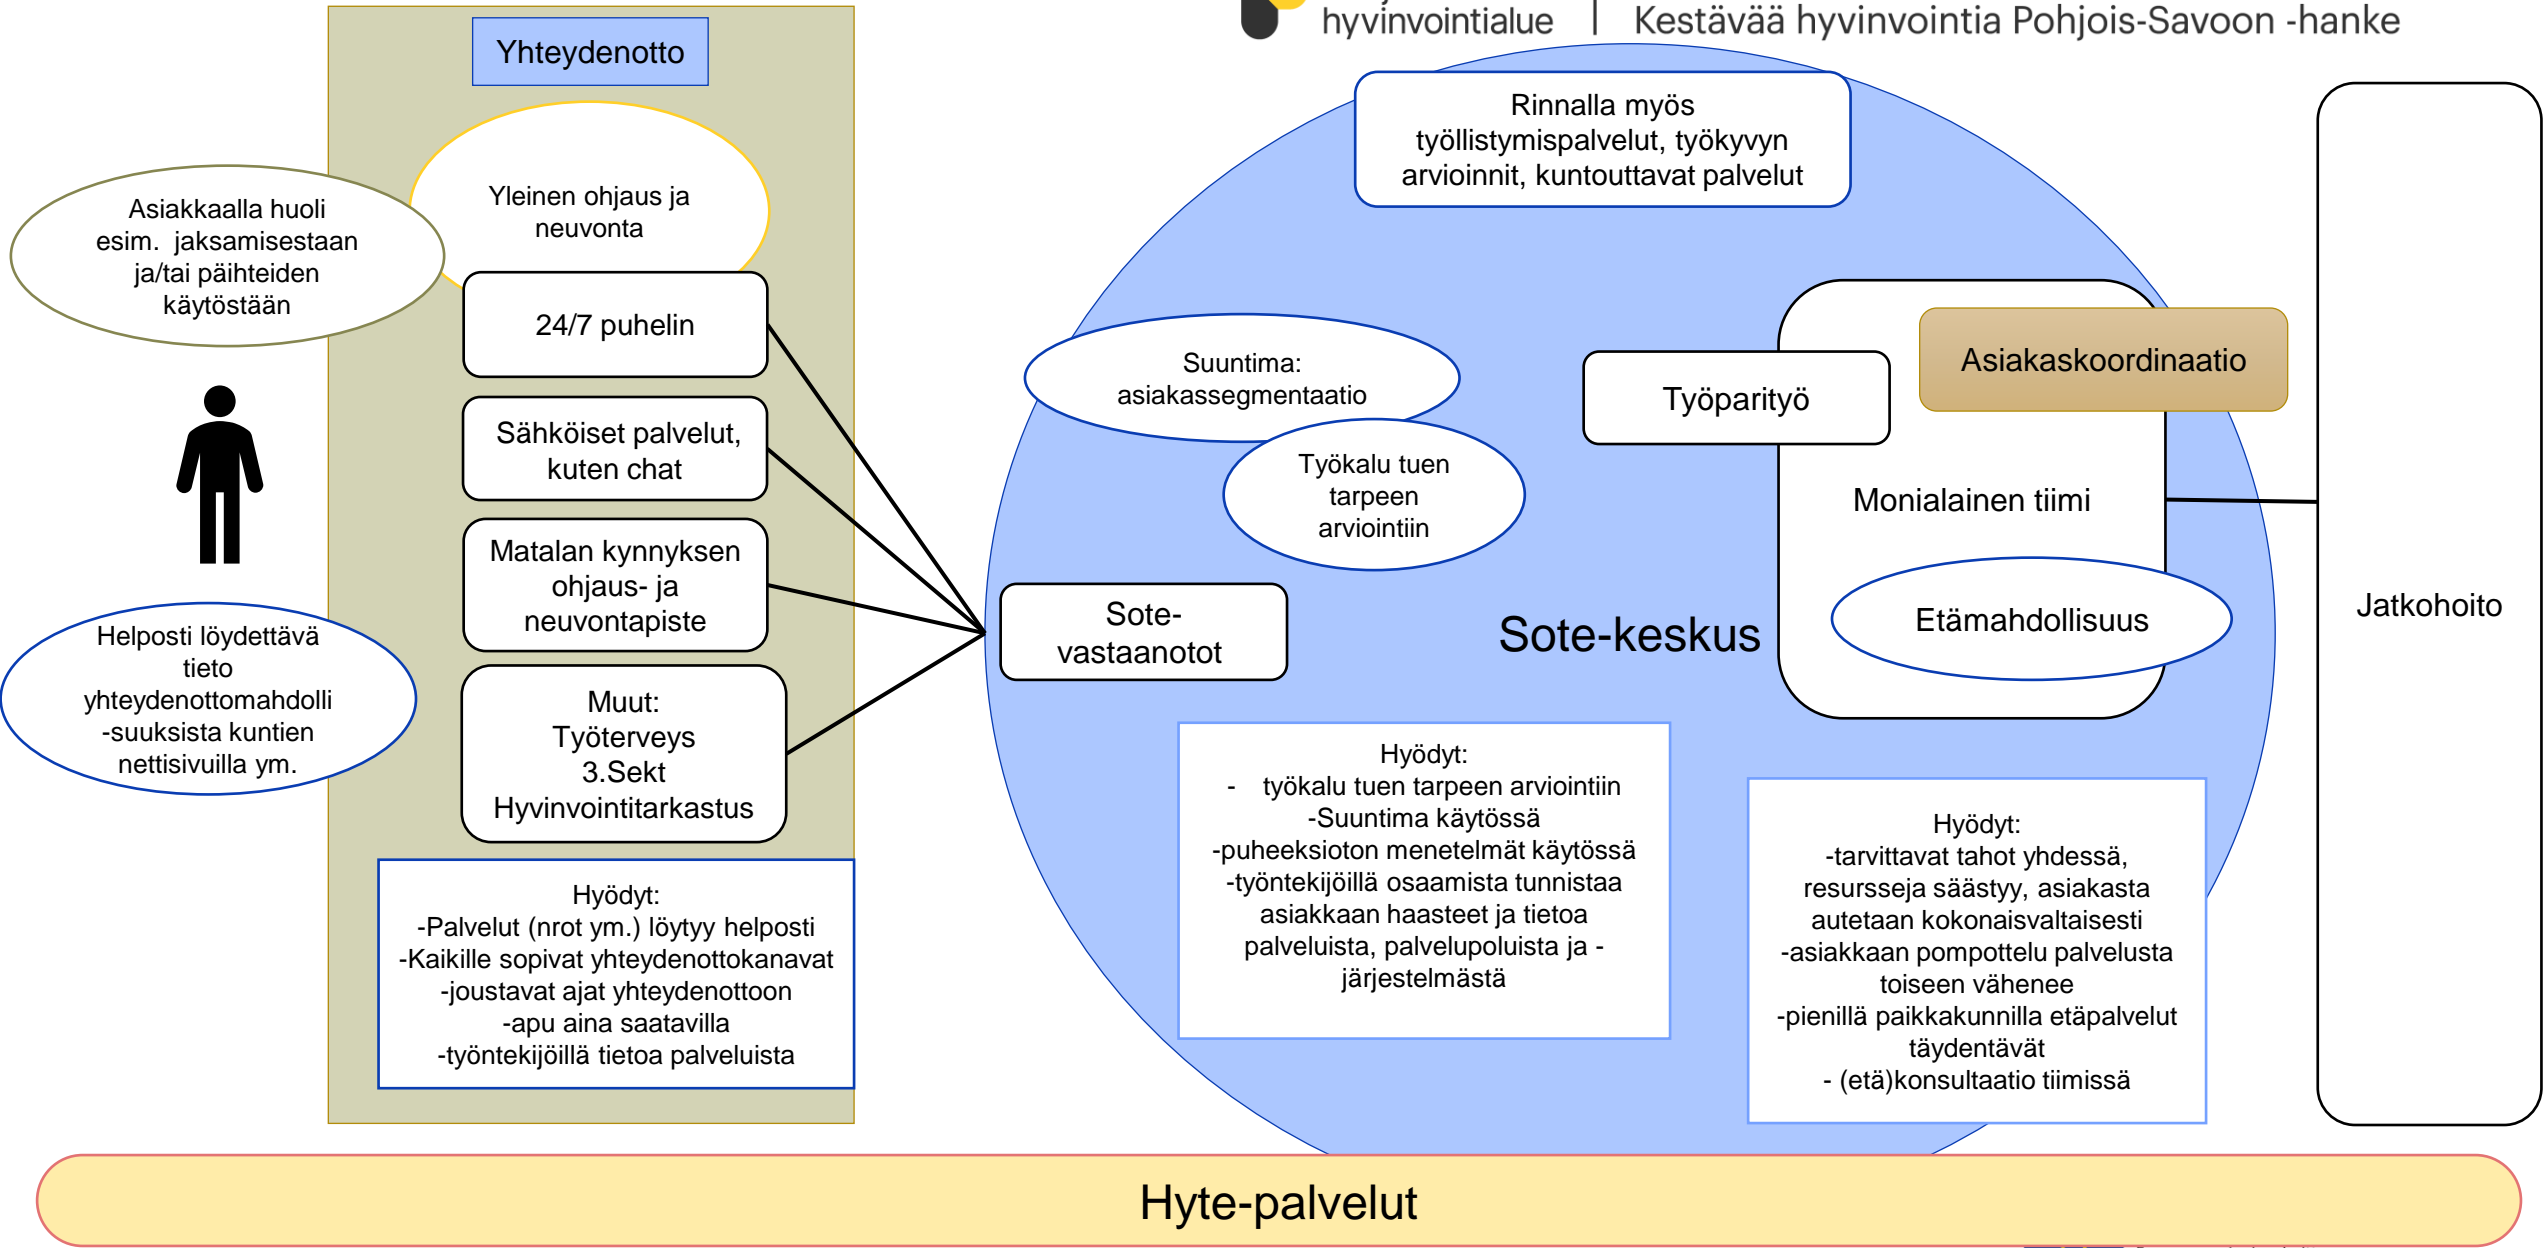 hyvinvointialue | Kestävää hyvinvointia Pohjois-Savoon -hanke
Yhteydenotto
Yleinen ohjaus ja
neuvonta
Asiakkaalla huoli
esim. jaksamisestaan
ja/tai päihteiden
käytöstään
24/7 puhelin
Sähköiset palvelut,
kuten chat
Matalan kynnyksen
ohjaus- ja
neuvontapiste
Helposti löydettävä
tieto
yhteydenottomahdolli
-suuksista kuntien
nettisivuilla ym.
Muut:
Työterveys
3.Sekt
Hyvinvointitarkastus
Hyödyt:
-Palvelut (nrot ym.) löytyy helposti
-Kaikille sopivat yhteydenottokanavat
-joustavat ajat yhteydenottoon
-apu aina saatavilla
-työntekijöillä tietoa palveluista
Rinnalla myös
työllistymispalvelut, työkyvyn
arvioinnit, kuntouttavat palvelut
Suuntima:
asiakassegmentaatio
Työkalu tuen
tarpeen
arviointiin
Sote-
vastaanotot
Sote-keskus
Työparityö
Asiakaskoordinaatio
Monialainen tiimi
Etämahdollisuus
Hyödyt:
- työkalu tuen tarpeen arviointiin
-Suuntima käytössä
-puheeksioton menetelmät käytössä
-työntekijöillä osaamista tunnistaa
asiakkaan haasteet ja tietoa
palveluista, palvelupoluista ja -
järjestelmästä
Hyödyt:
-tarvittavat tahot yhdessä,
resursseja säästyy, asiakasta
autetaan kokonaisvaltaisesti
-asiakkaan pompottelu palvelusta
toiseen vähenee
-pienillä paikkakunnilla etäpalvelut
täydentävät
- (etä)konsultaatio tiimissä
Jatkohoito
Hyte-palvelut